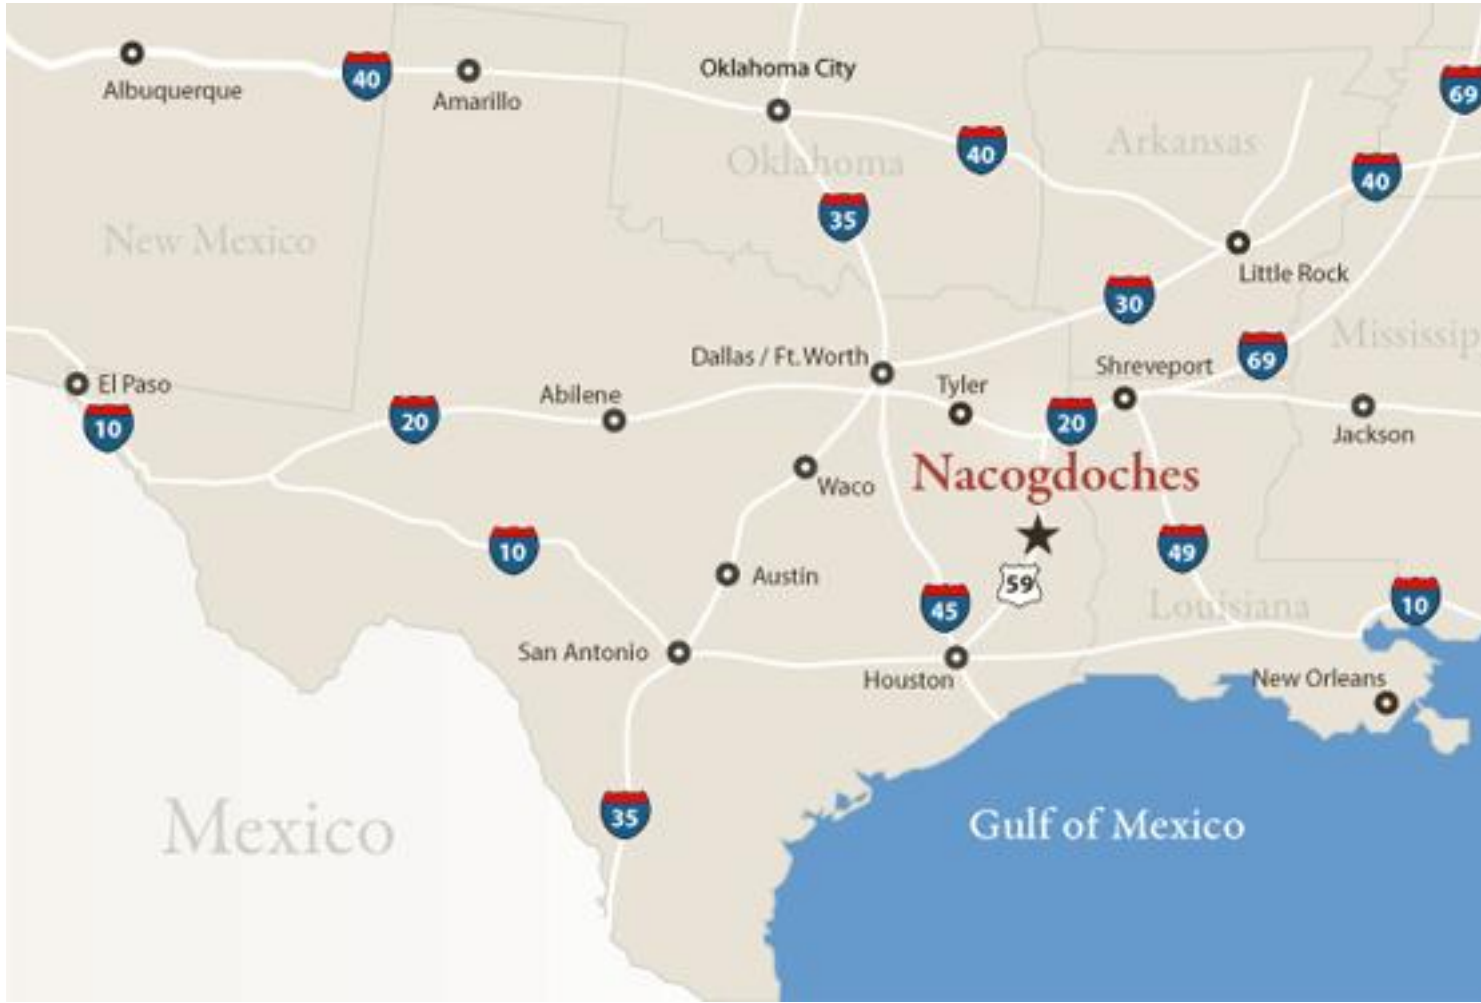 Albuquerque
40
Amarillo
Oklahoma City
69
Oklahoma
40
Arkansas
40
35
New Mexico
Little Rock
30
Mississip
Dallas / Ft. Worth
69
Shreveport
El Paso
Abilene
Tyler
10
20
20
Jackson
Nacogdoches
Waco
10
49
Austin
59
45
Louisiana
10
San Antonio
Houston
New Orleans
35
Mexico
Gulf of Mexico